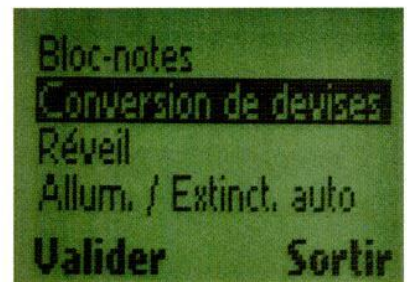 Bloc-notes
Conversion de devises
Réveil
Allum. / Extinct. auto
Valider Sortir